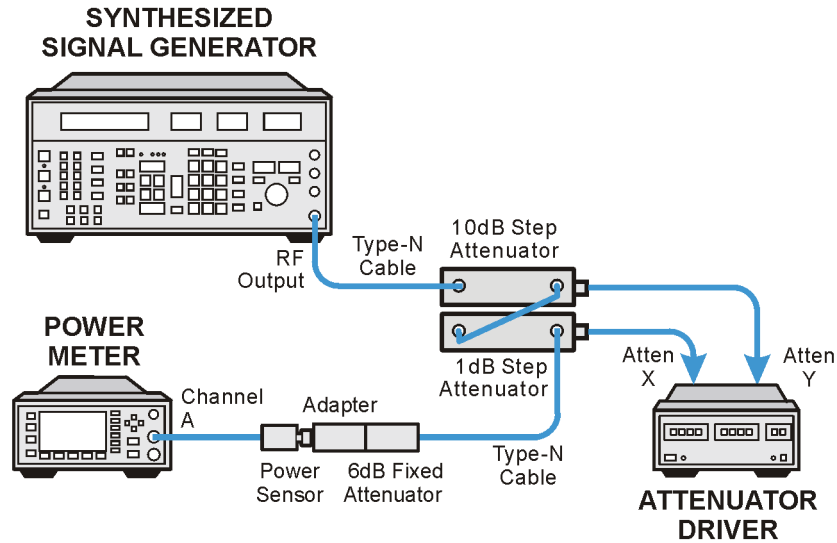 SYNTHESIZED
SIGNAL GENERATOR
10dB Step
Attenuator
Type-N
Cable
RF
Output
POWER
METER
1dB Step
Attenuator
Atten
X
Atten
Y
Channel
A
Adapter
Power
Sensor
6dB Fixed
Attenuator
Type-N
Cable
ATTENUATOR
DRIVER